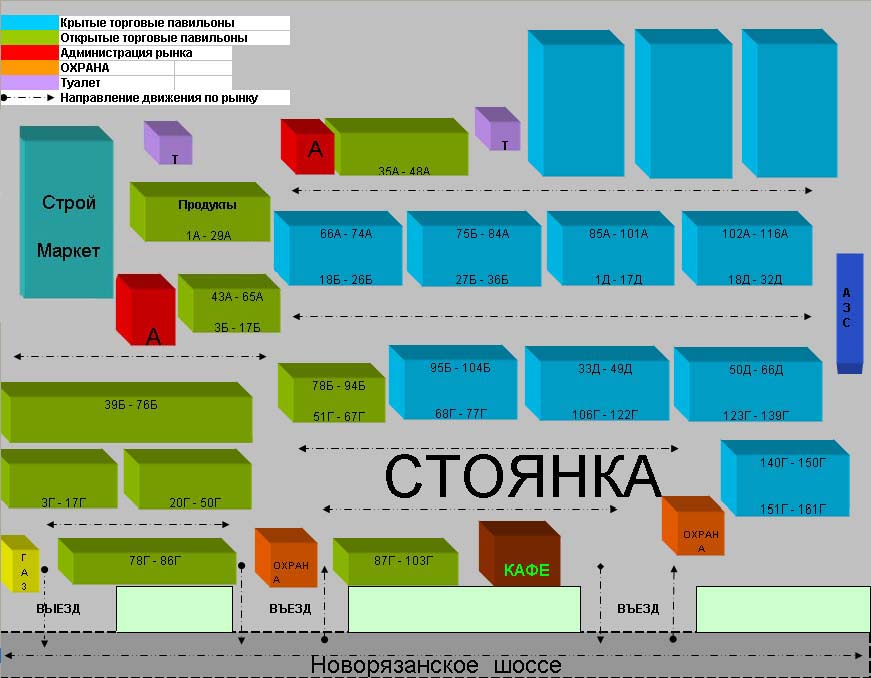 Крытые торговые павильоны
Открытые торговые павильоны
Администрация рынка
ОХРАНА
Туалет
Направление движения по рынку
Т
А
35А - 48А
Т
Строй
Маркет
Продукты
1А - 29А
66А - 74А
18Б - 26Б
75Б - 84А
27Б - 36Б
85А - 101А
1Д - 17Д
102А - 116А
18Д - 32Д
А
З
С
А
43А - 65А
3Б - 17Б
39Б - 76Б
78Б - 94Б
51Г - 67Г
95Б - 104Б
68Г - 77Г
33Д - 49Д
106Г - 122Г
50Д - 66Д
123Г - 139Г
3Г - 17Г
20Г - 50Г
СТОЯНКА
140Г - 150Г
151Г - 161Г
Г
А
З
78Г - 86Г
ОХРАН
А
87Г - 103Г
КАФЕ
ОХРАН
А
ВЫЕЗД
ВЪЕЗД
ВЪЕЗД
Новорязанское шоссе